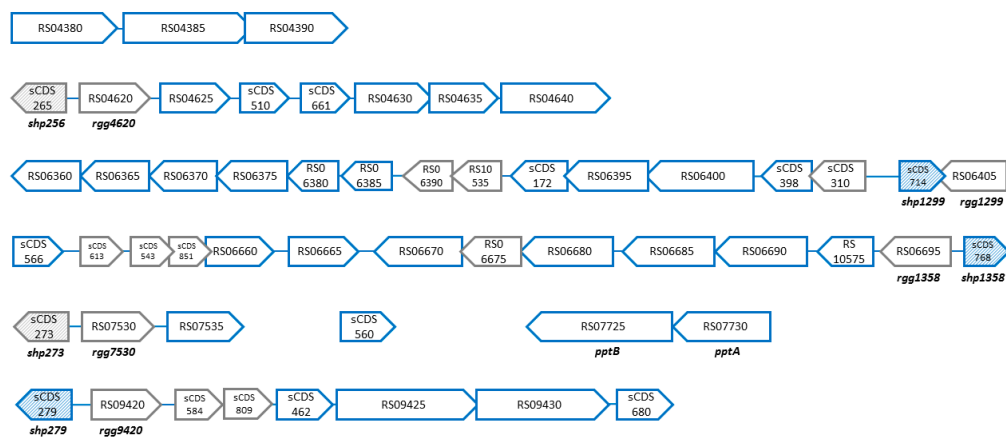 RS04380 RS04385 RS04390
sCDS 265 RS04620 RS04625 sCDS 510 sCDS 661 RS04630 RS04635 RS04640
shp256 rgg4620
RS06360 RS06365 RS06370 RS06375 RS0 6380 RS0 6385 RS0 6390 RS10 535 sCDS 172 RS06395 RS06400 sCDS 398 sCDS 310 sCDS 714 RS06405
shp1299 rgg1299
sCDS 566 sCDS 613 sCDS 543 sCDS 851 RS06660 RS06665 RS06670 RS0 6675 RS06680 RS06685 RS06690 RS 10575 RS06695 sCDS 768
rgg1358 shp1358
sCDS 273 RS07530 RS07535 sCDS 560 RS07725 RS07730
shp273 rgg7530 pptB pptA
sCDS 279 RS09420 sCDS 584 sCDS 809 sCDS 462 RS09425 RS09430 sCDS 680
shp279 rgg9420